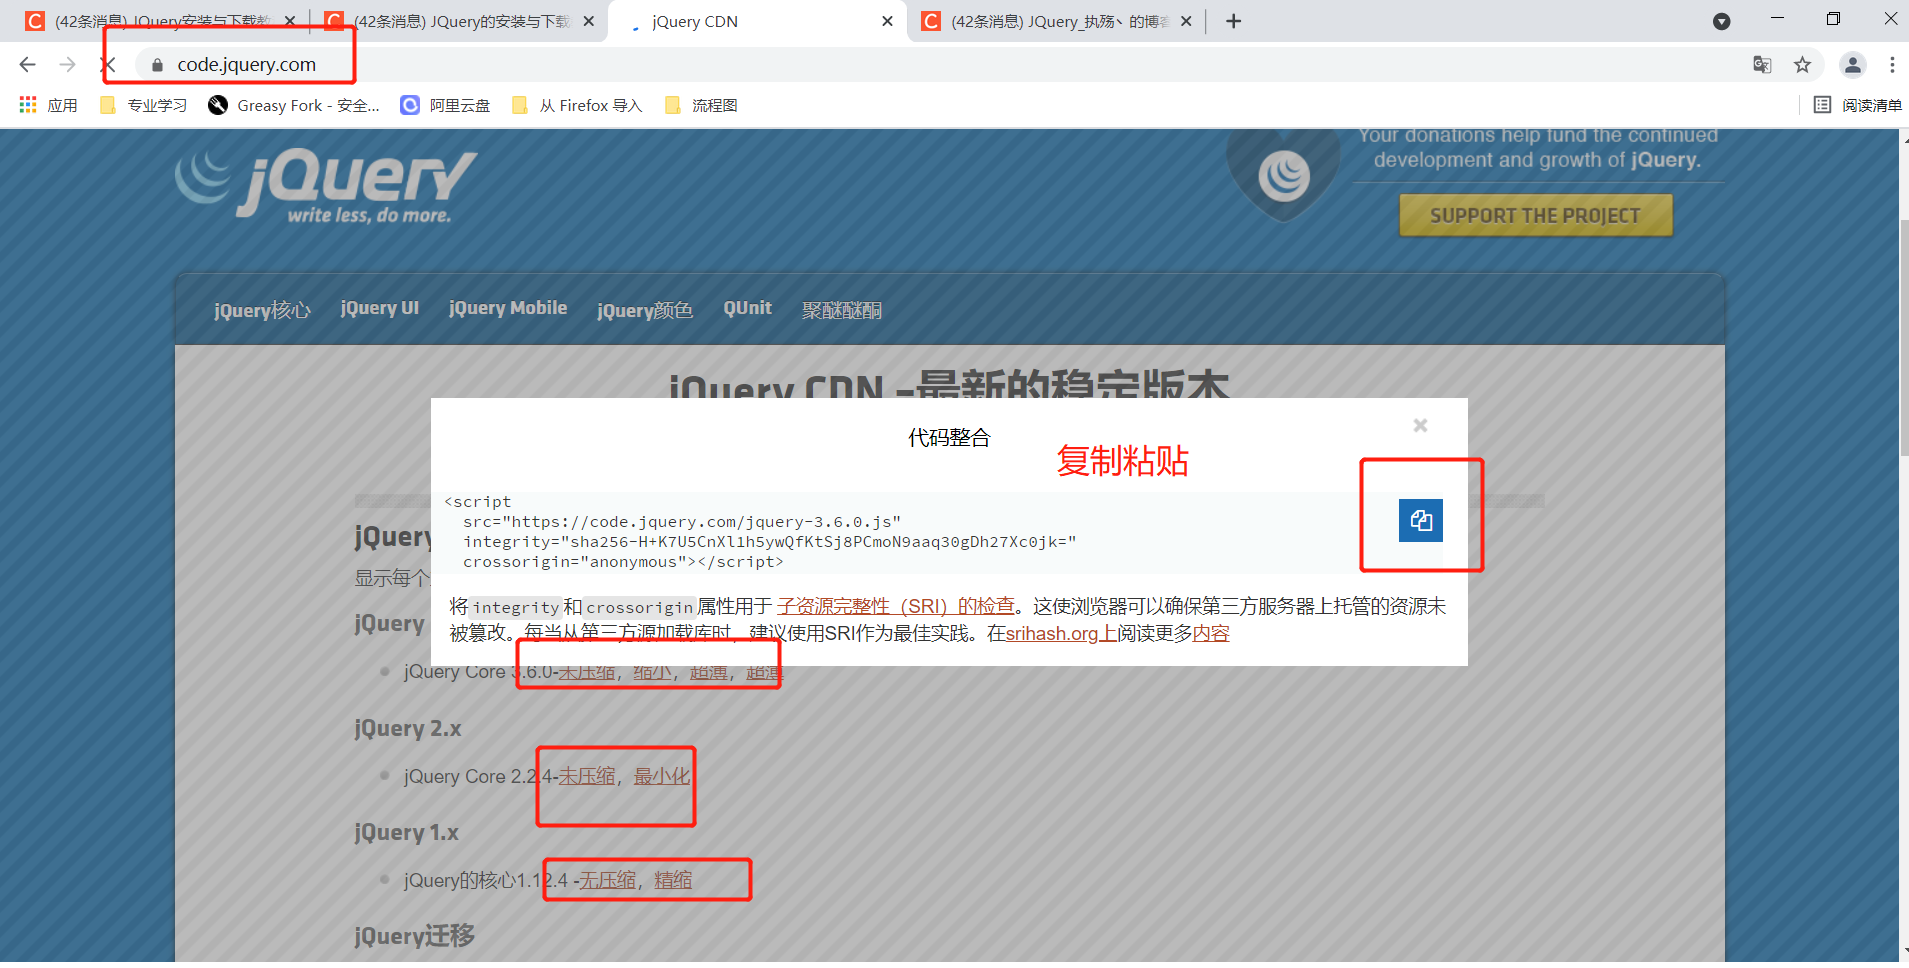 (42条消息) JQuery安装与下载教
(42条消息) JQuery的安装与下载
jQuery CDN
(42条消息) JQuery_执殇丶的博客
code.jquery.com
应用
专业学习
Greasy Fork - 安全...
阿里云盘
从 Firefox 导入
流程图
阅读清单
jQuery
write less, do more.
Your donations help fund the continued
development and growth of jQuery.
SUPPORT THE PROJECT
jQuery核心
jQuery UI
jQuery Mobile
jQuery颜色
QUnit
聚醚醚酮
jQuery CDN –最新的稳定版本
代码整合
复制粘贴
<script
src="https://code.jquery.com/jquery-3.6.0.js"
integrity="sha256-H+K7U5CnXl1h5ywQfKtSj8PCmoN9aaq30gDh27Xc0jk="
crossorigin="anonymous"></script>
jQuery
显示每个
将integrity和crossorigin属性用于 子资源完整性（SRI）的检查。这使浏览器可以确保第三方服务器上托管的资源未
被篡改。每当从第三方源加载库时，建议使用SRI作为最佳实践。在srihash.org上阅读更多内容
jQuery
jQuery Core 3.6.0-未压缩，缩小，超薄，超薄
jQuery 2.x
jQuery Core 2.2.4-未压缩，最小化
jQuery 1.x
jQuery的核心1.12.4 -无压缩，精缩
jQuery迁移